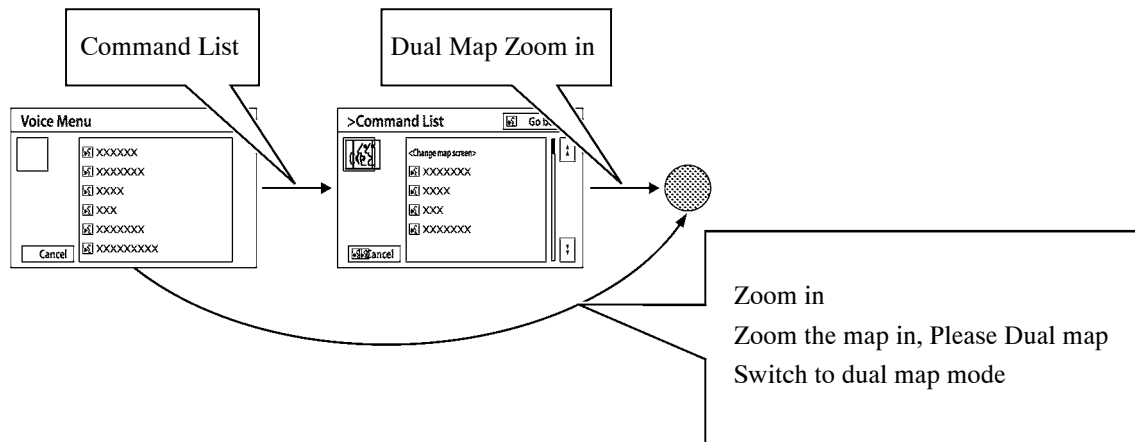 Command List
Dual Map Zoom in
Voice Menu
XXXXXX
XXXXXXX
XXXX
XXX
XXXXXXX
XXXXXXXXX
Cancel
>Command List
Go b
<Change map screen>
XXXXXXX
XXXX
XXX
XXXXXXX
Cancel
Zoom in
Zoom the map in, Please Dual map
Switch to dual map mode